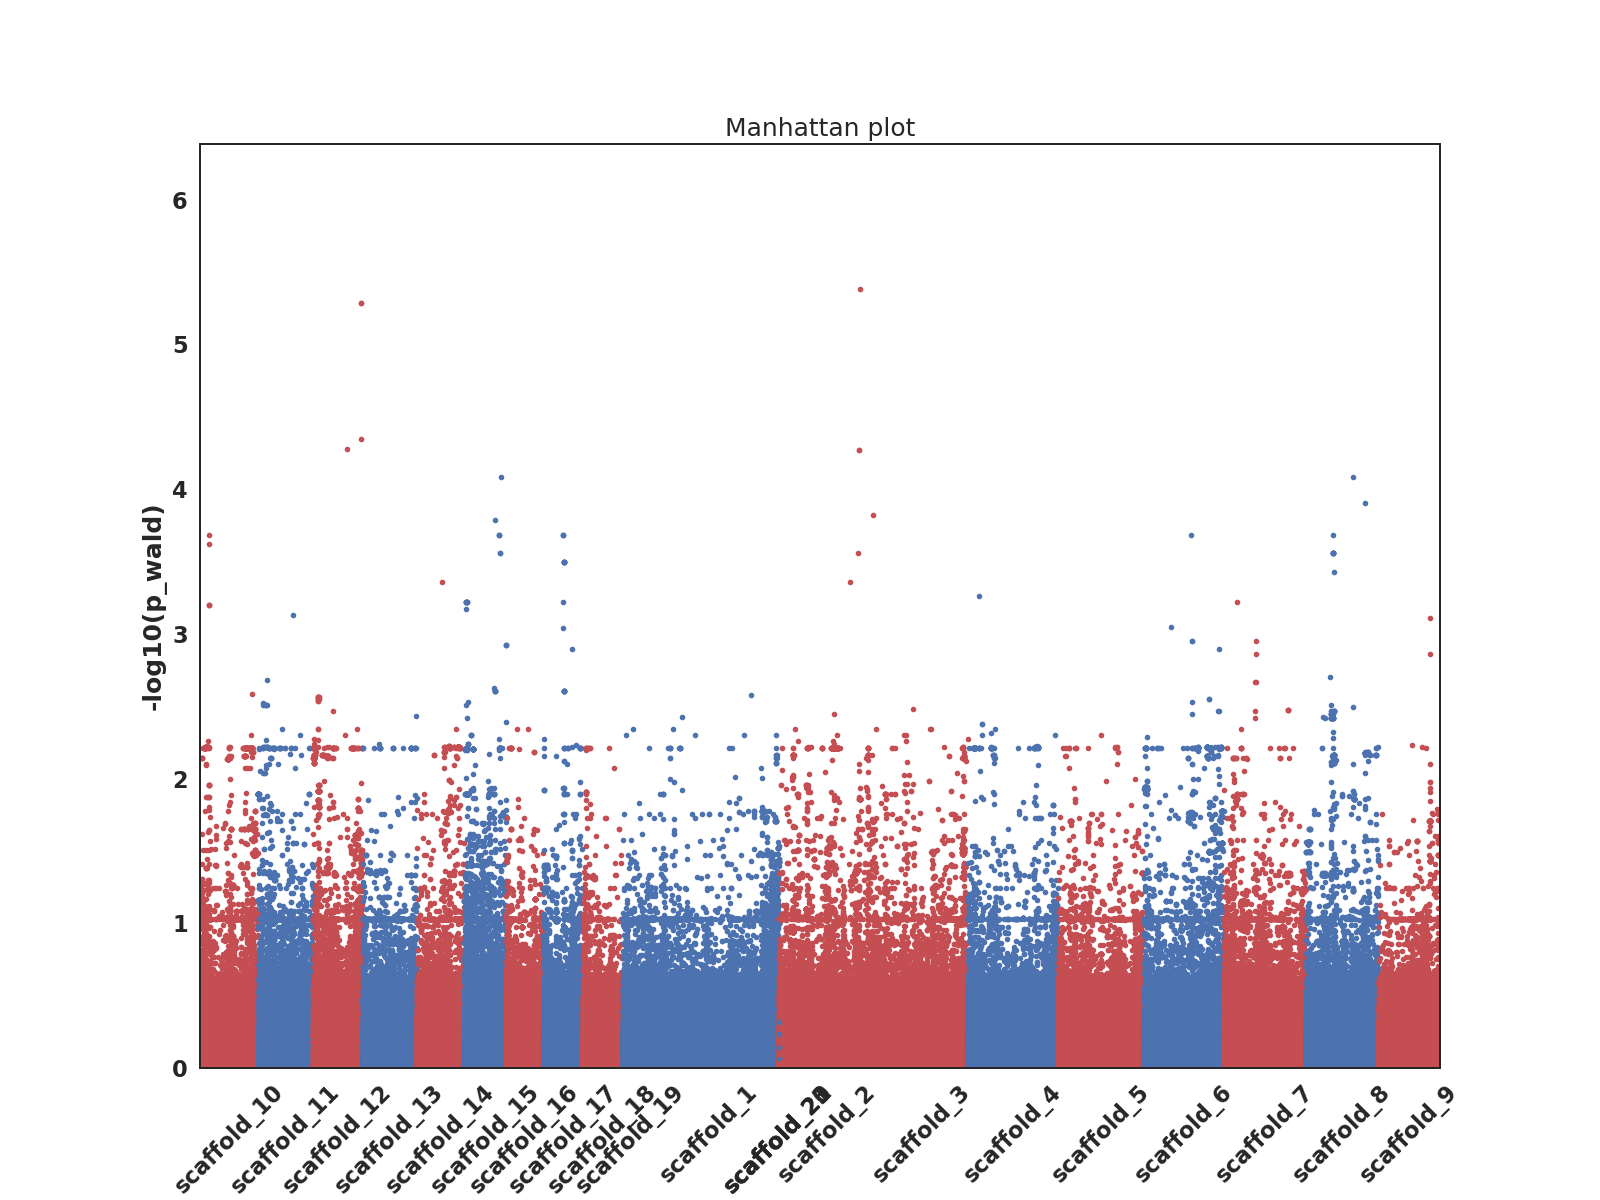 Manhattan plot
-log10(p_wald)
6
5
4
3
2
1
0
scaffold_10
scaffold_11
scaffold_12
scaffold_13
scaffold_14
scaffold_15
scaffold_16
scaffold_17
scaffold_18
scaffold_19
scaffold_1
scaffold_2
scaffold_3
scaffold_4
scaffold_5
scaffold_6
scaffold_7
scaffold_8
scaffold_9